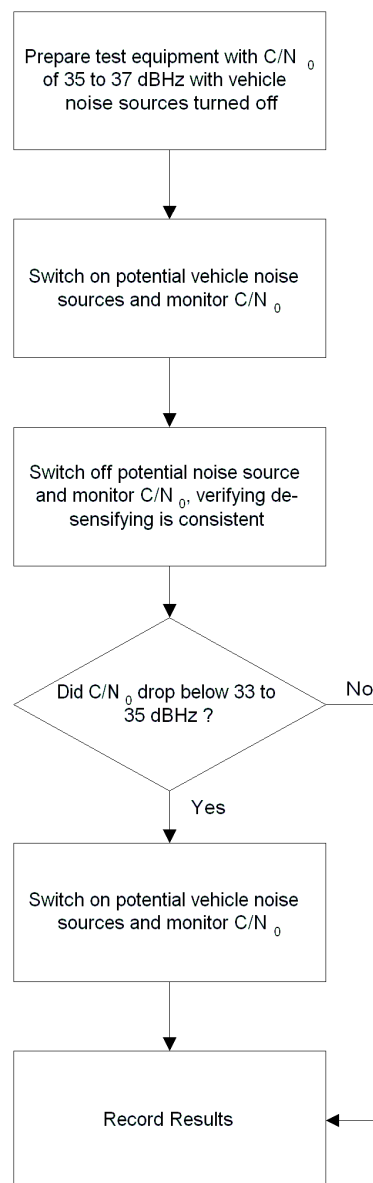 Prepare test equipment with C/N 0
of 35 to 37 dBHz with vehicle
noise sources turned off
Switch on potential vehicle noise
sources and monitor C/N 0
Switch off potential noise source
and monitor C/N 0, verifying de-
sensifying is consistent
Did C/N 0 drop below 33 to
35 dBHz ?
No
Yes
Switch on potential vehicle noise
sources and monitor C/N 0
Record Results